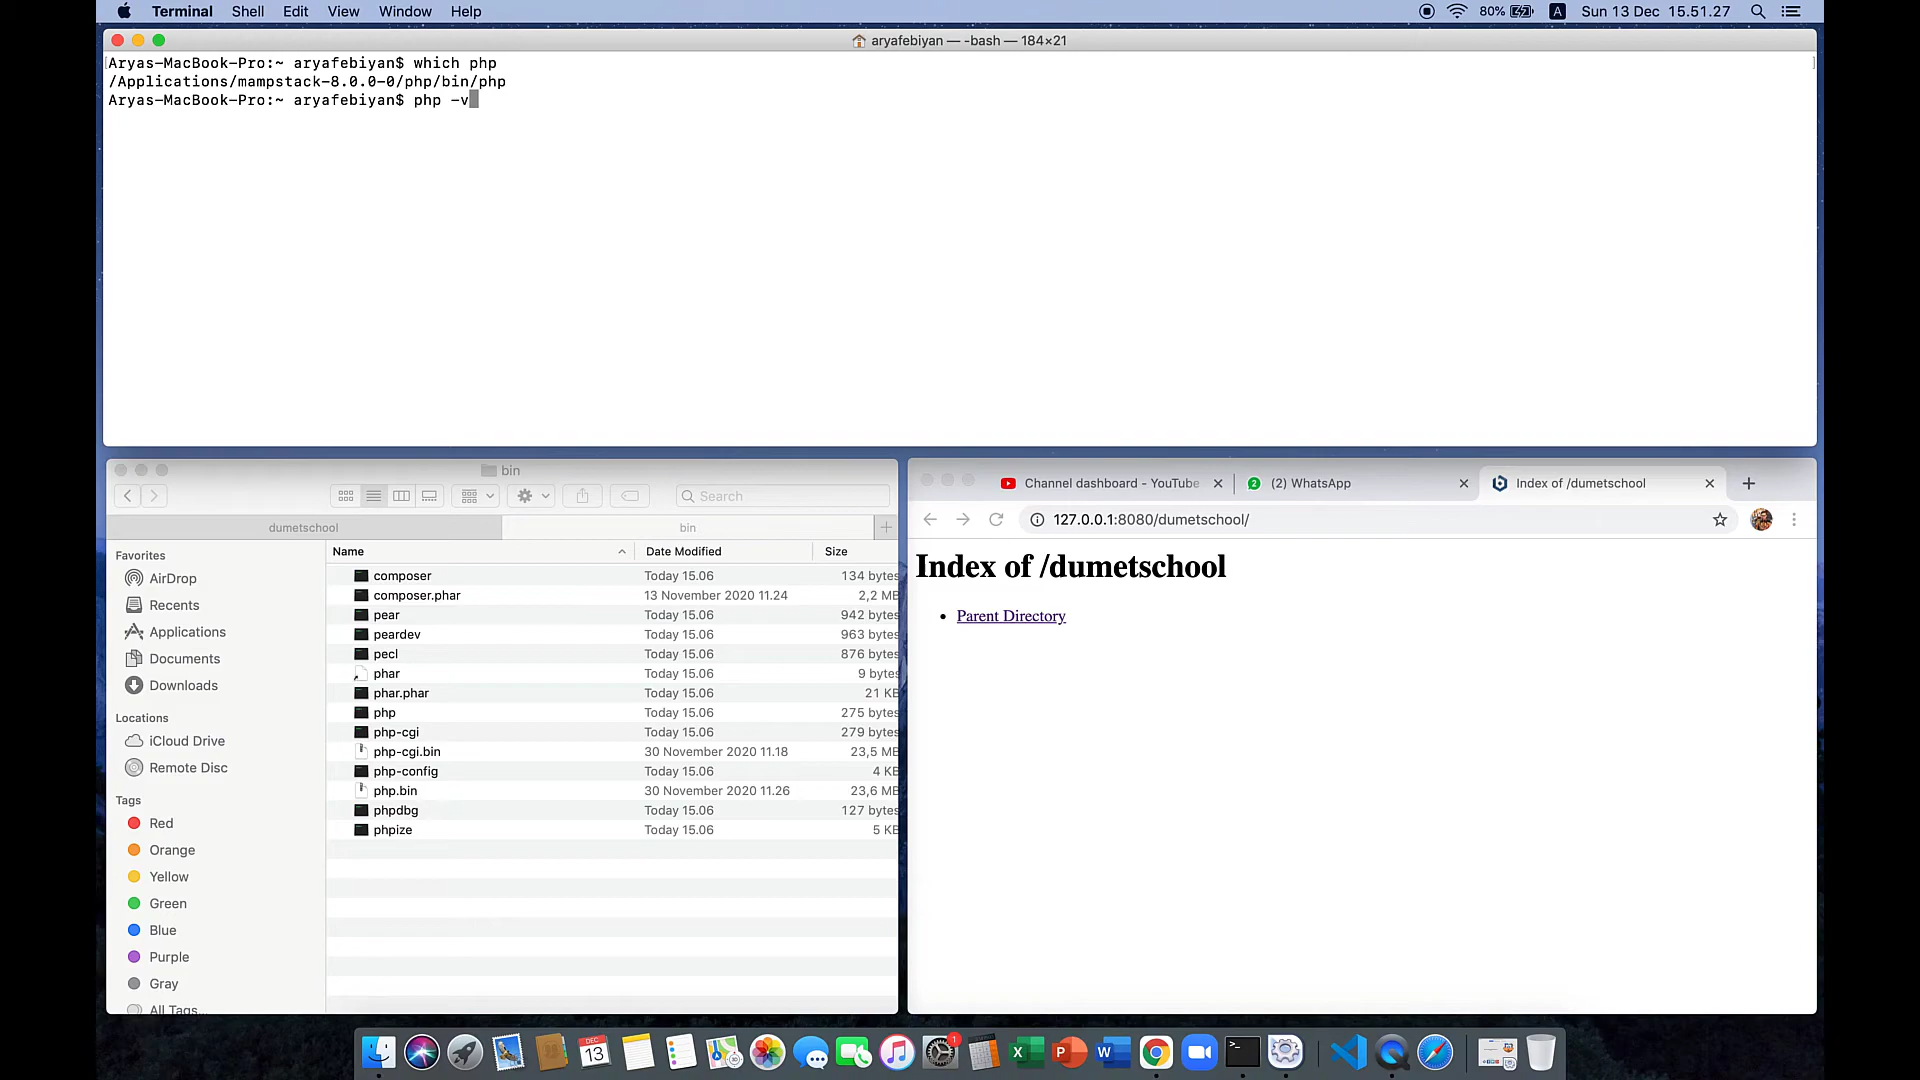 Terminal Shell Edit View Window Help 80% A Sun 13 Dec 15.51.27
aryafebiyan — -bash — 184×21
Aryas-MacBook-Pro:~ aryafebiyan$ which php
/Applications/mampstack-8.0.0-0/php/bin/php
Aryas-MacBook-Pro:~ aryafebiyan$ php -v
bin
Search
dumetschool bin
Favorites
AirDrop
Recents
Applications
Documents
Downloads
Locations
iCloud Drive
Remote Disc
Tags
Red
Orange
Yellow
Green
Blue
Purple
Gray
All Tags...
Name Date Modified Size
composer Today 15.06 134 bytes
composer.phar 13 November 2020 11.24 2,2 MB
pear Today 15.06 942 bytes
peardev Today 15.06 963 bytes
pecl Today 15.06 876 bytes
phar Today 15.06 9 bytes
phar.phar Today 15.06 21 KB
php Today 15.06 275 bytes
php-cgi Today 15.06 279 bytes
php-cgi.bin 30 November 2020 11.18 23,5 MB
php-config Today 15.06 4 KB
php.bin 30 November 2020 11.26 23,6 MB
phpdbg Today 15.06 127 bytes
phpize Today 15.06 5 KB
Channel dashboard - YouTube 2 (2) WhatsApp Index of /dumetschool
127.0.0.1:8080/dumetschool/
Index of /dumetschool
Parent Directory
DEC
13
1
X
P
W
>_